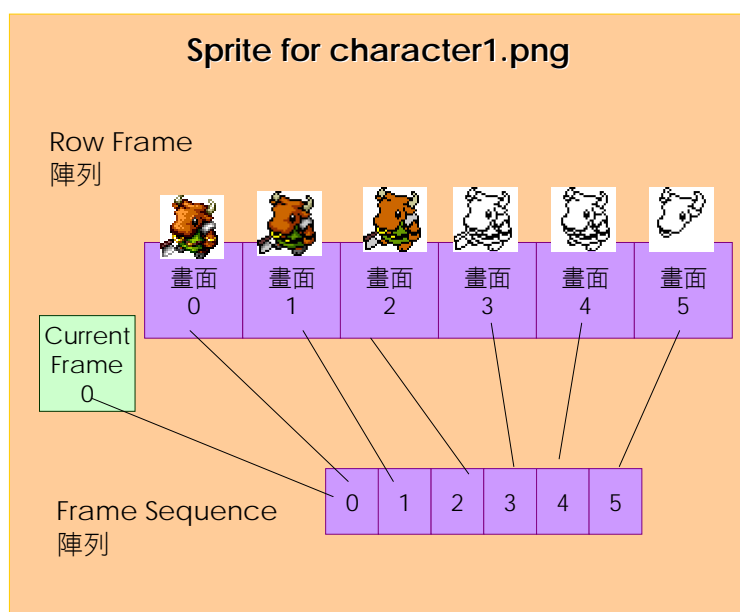 Sprite for character1.png
Row Frame
陣列
畫面 畫面 畫面 畫面 畫面 畫面
0 1 2 3 4 5
Current
Frame
0
0 1 2 3 4 5
Frame Sequence
陣列